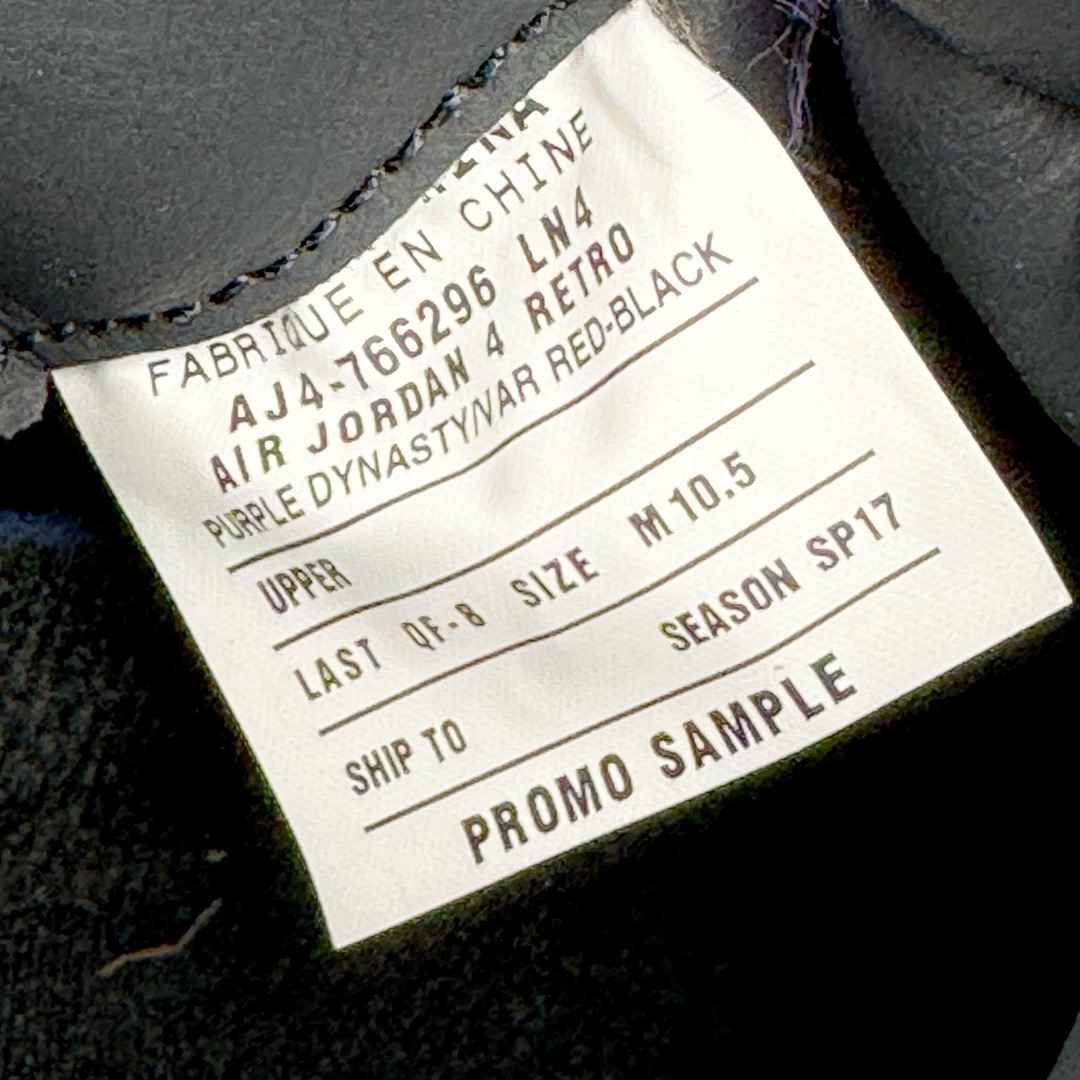 FABRIQUE EN CHINE
AJ4-766296 LN4
AIR JORDAN 4 RETRO
PURPLE DYNASTY/VAR RED-BLACK
UPPER
LAST QF-8 SIZE M 10.5
SHIP TO SEASON SP17
PROMO SAMPLE